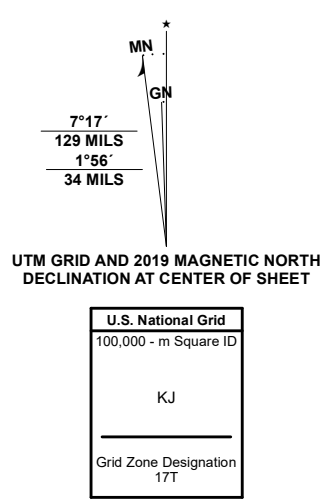 MN
GN
7°17´
129 MILS
1°56´
34 MILS
UTM GRID AND 2019 MAGNETIC NORTH
DECLINATION AT CENTER OF SHEET
U.S. National Grid
100,000 - m Square ID
KJ
Grid Zone Designation
17T